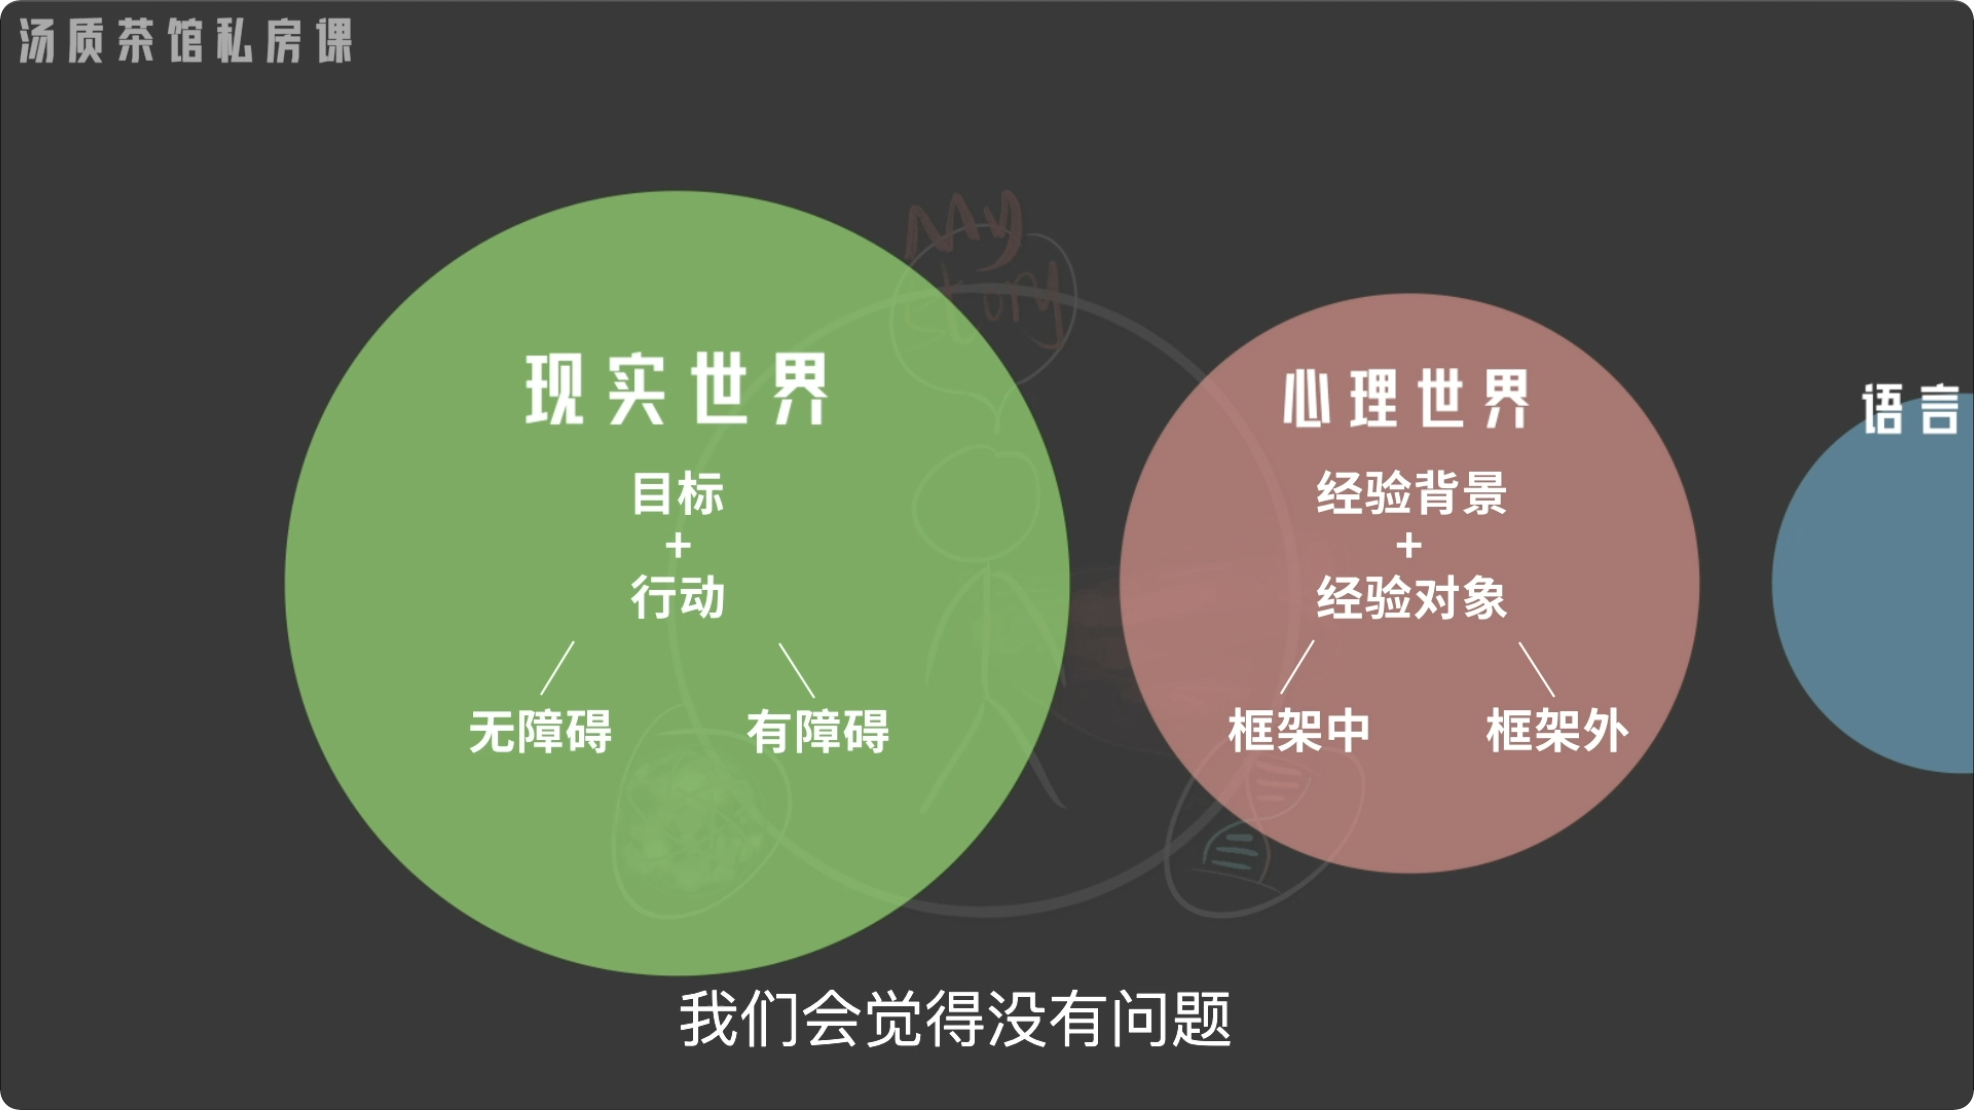 汤质茶馆私房课
My
story
现实世界
目标
+
行动
无障碍
有障碍
心理世界
经验背景
+
经验对象
框架中
框架外
语言
我们会觉得没有问题